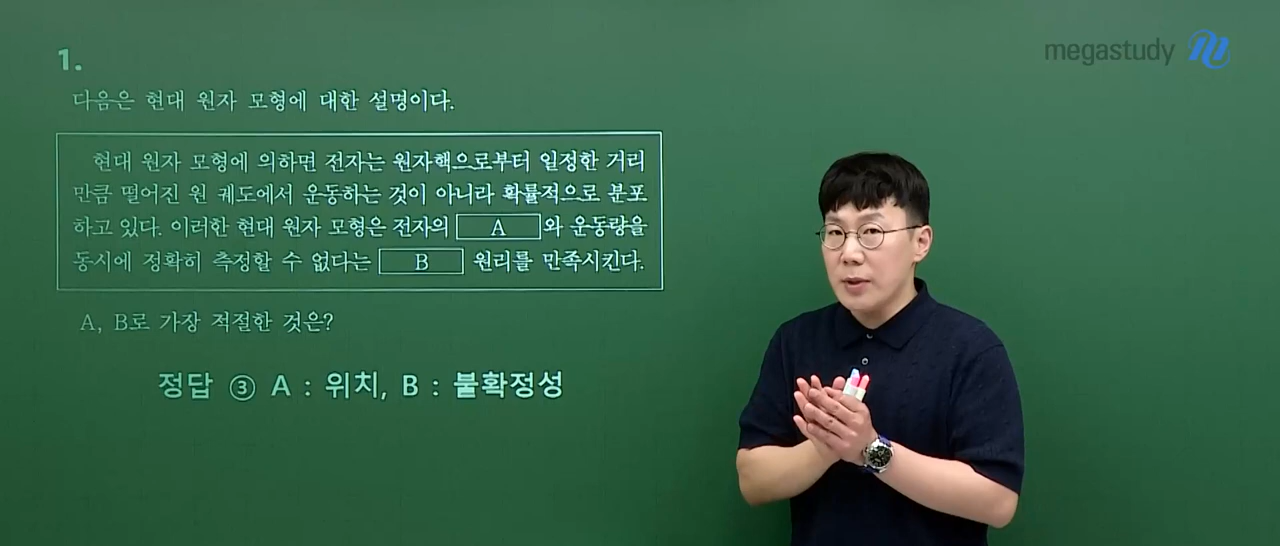 1.
megastudy
다음은 현대 원자 모형에 대한 설명이다.
현대 원자 모형에 의하면 전자는 원자핵으로부터 일정한 거리
만큼 떨어진 원 궤도에서 운동하는 것이 아니라 확률적으로 분포
하고 있다. 이러한 현대 원자 모형은 전자의 A 와 운동량을
동시에 정확히 측정할 수 없다는 B 원리를 만족시킨다.
A, B로 가장 적절한 것은?
정답 ③ A : 위치, B : 불확정성